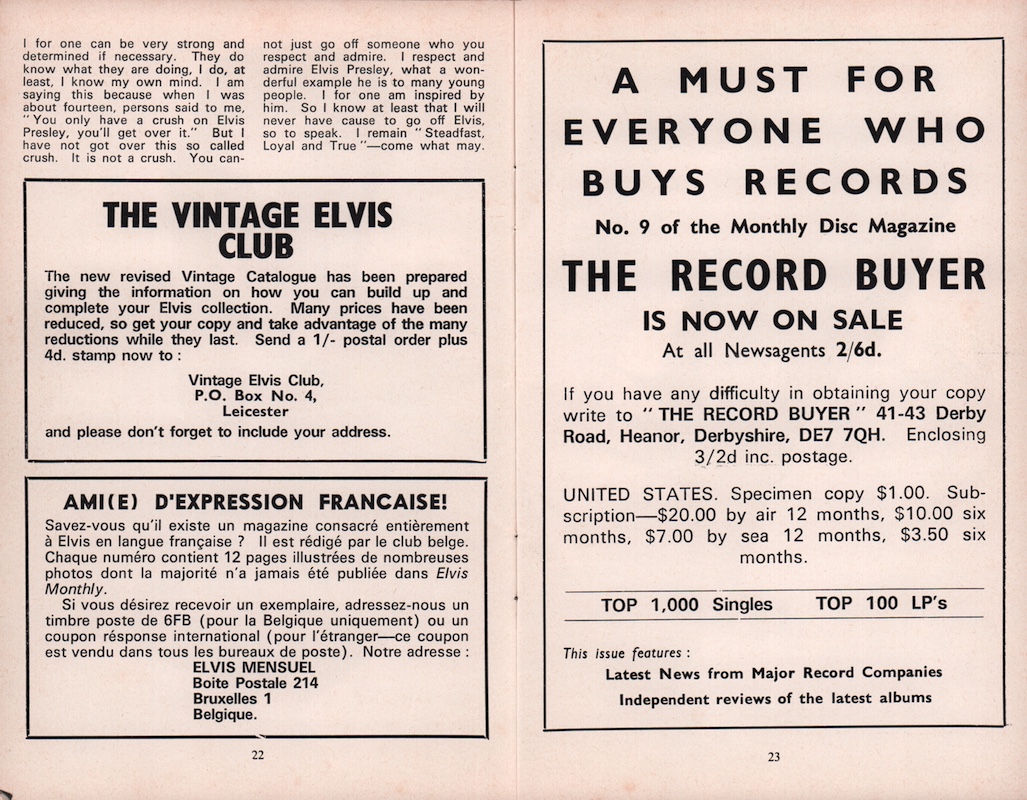 I for one can be very strong and
determined if necessary. They do
know what they are doing, I do, at
least, I know my own mind. I am
saying this because when I was
about fourteen, persons said to me,
"You only have a crush on Elvis
Presley, you'll get over it." But I
have not got over this so called
crush. It is not a crush. You can-
not just go off someone who you
respect and admire. I respect and
admire Elvis Presley, what a won-
derful example he is to many young
people. I for one am inspired by
him. So I know at least that I will
never have cause to go off Elvis,
so to speak. I remain "Steadfast,
Loyal and True"—come what may.
THE VINTAGE ELVIS
CLUB
The new revised Vintage Catalogue has been prepared
giving the information on how you can build up and
complete your Elvis collection. Many prices have been
reduced, so get your copy and take advantage of the many
reductions while they last. Send a 1/- postal order plus
4d. stamp now to :
Vintage Elvis Club,
P.O. Box No. 4,
Leicester
and please don't forget to include your address.
AMI(E) D'EXPRESSION FRANCAISE!
Savez-vous qu'il existe un magazine consacré entièrement
à Elvis en langue française ? Il est rédigé par le club belge.
Chaque numéro contient 12 pages illustrées de nombreuses
photos dont la majorité n'a jamais été publiée dans Elvis
Monthly.
Si vous désirez recevoir un exemplaire, adressez-nous un
timbre poste de 6FB (pour la Belgique uniquement) ou un
coupon résponse international (pour l'étranger—ce coupon
est vendu dans tous les bureaux de poste). Notre adresse :
ELVIS MENSUEL
Boite Postale 214
Bruxelles 1
Belgique.
22
A MUST FOR
EVERYONE WHO
BUYS RECORDS
No. 9 of the Monthly Disc Magazine
THE RECORD BUYER
IS NOW ON SALE
At all Newsagents 2/6d.
If you have any difficulty in obtaining your copy
write to "THE RECORD BUYER" 41-43 Derby
Road, Heanor, Derbyshire, DE7 7QH. Enclosing
3/2d inc. postage.
UNITED STATES. Specimen copy $1.00. Sub-
scription—$20.00 by air 12 months, $10.00 six
months, $7.00 by sea 12 months, $3.50 six
months.
TOP 1,000 Singles TOP 100 LP's
This issue features :
Latest News from Major Record Companies
Independent reviews of the latest albums
23